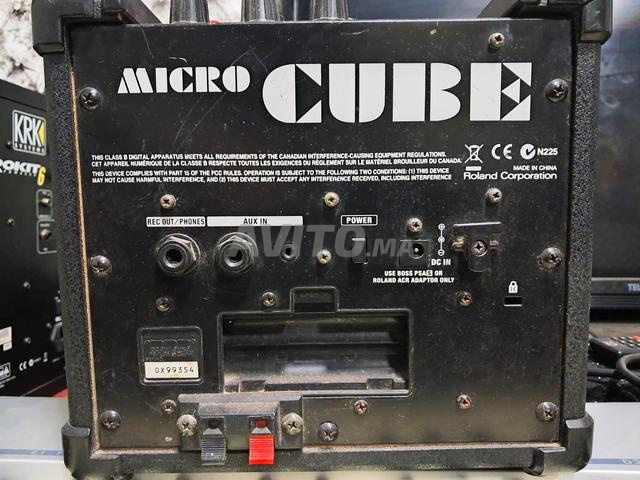 MICRO CUBE
KRK
SYSTEMS
ROKIT 6
THIS CLASS B DIGITAL APPARATUS MEETS ALL REQUIREMENTS OF THE CANADIAN INTERFERENCE-CAUSING EQUIPMENT REGULATIONS.
CET APPAREIL NUMÉRIQUE DE LA CLASSE B RESPECTE TOUTES LES EXIGENCES DU RÈGLEMENT SUR LE MATÉRIEL BROUILLEUR DU CANADA.
THIS DEVICE COMPLIES WITH PART 15 OF THE FCC RULES. OPERATION IS SUBJECT TO THE FOLLOWING TWO CONDITIONS: (1) THIS DEVICE
MAY NOT CAUSE HARMFUL INTERFERENCE, AND (2) THIS DEVICE MUST ACCEPT ANY INTERFERENCE RECEIVED, INCLUDING INTERFERENCE
CE N225
MADE IN CHINA
Roland Corporation
REC OUT/PHONES AUX IN POWER
AVITO.MA
DC IN
USE BOSS PSA S OR
ROLAND ACR ADAPTOR ONLY
TEL
0X99354
13